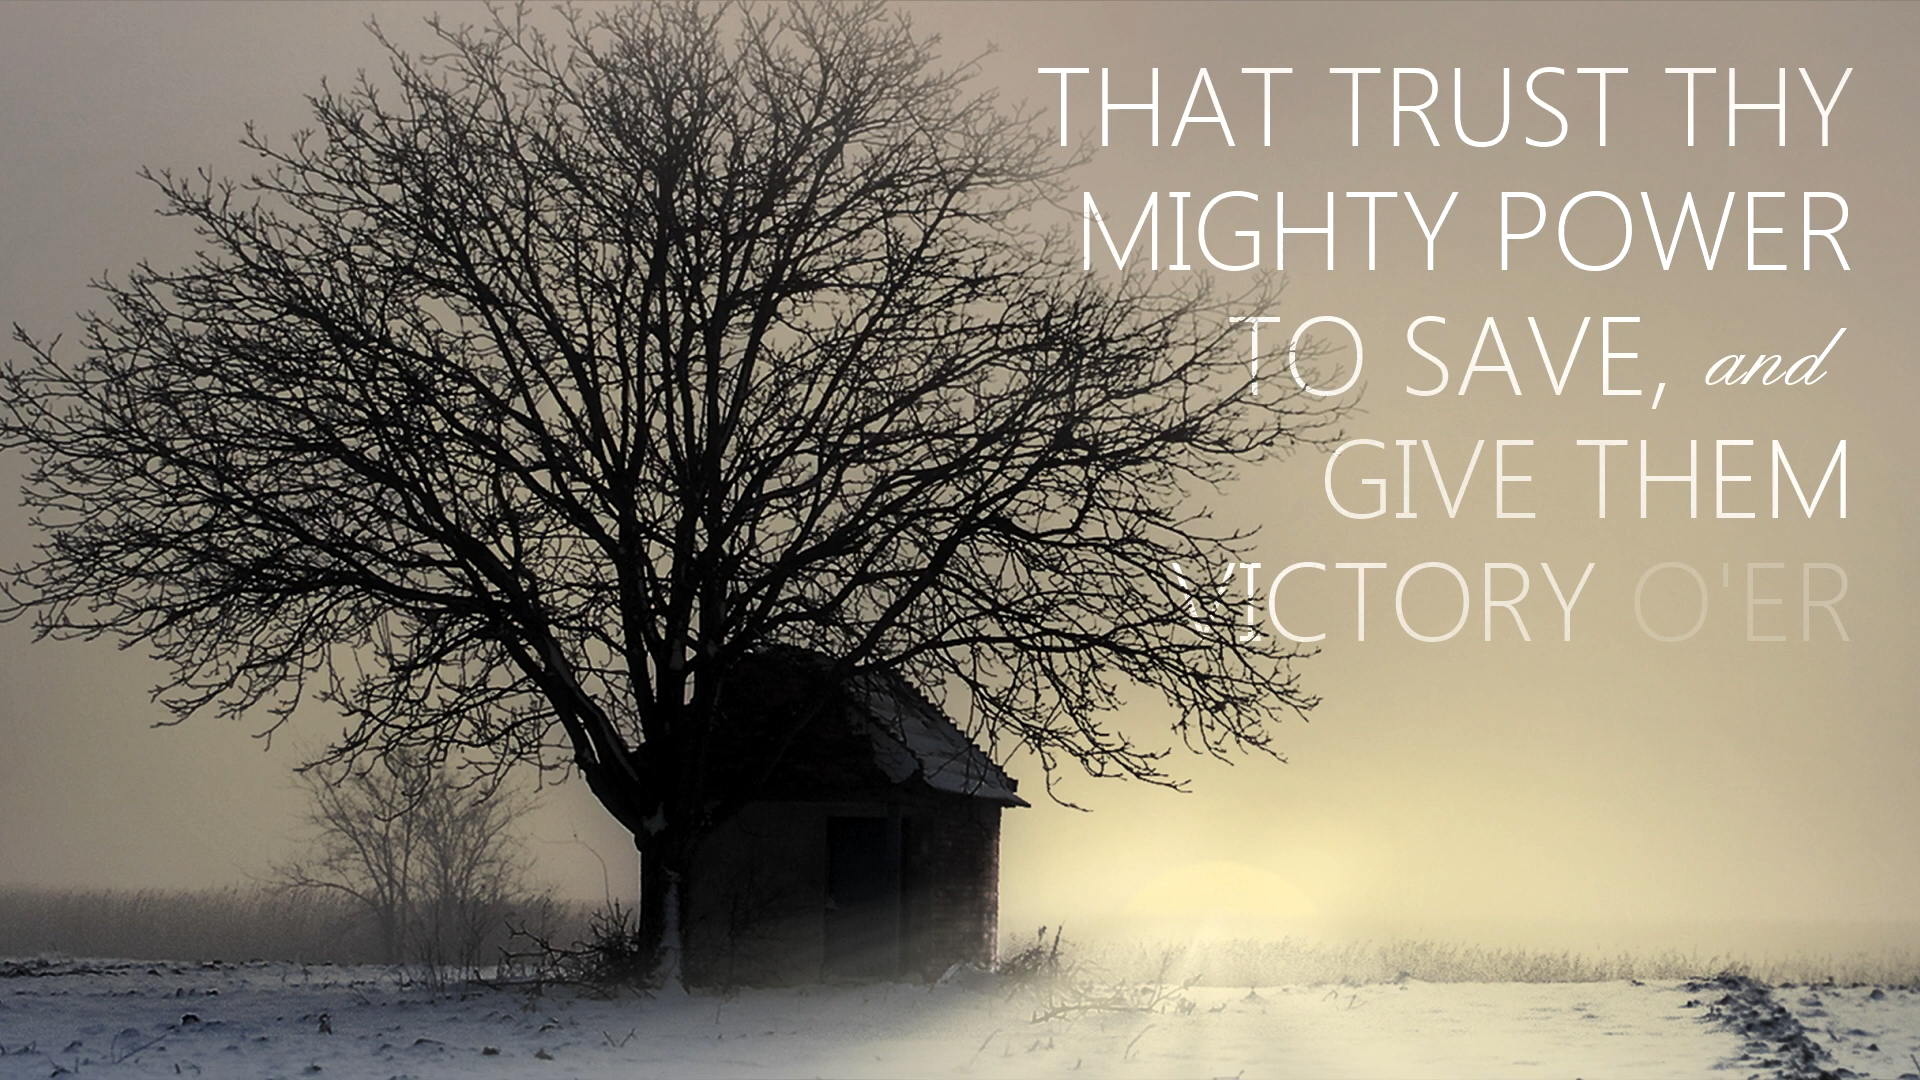 THAT TRUST THY
MIGHTY POWER
TO SAVE, and
GIVE THEM
VICTORY O'ER